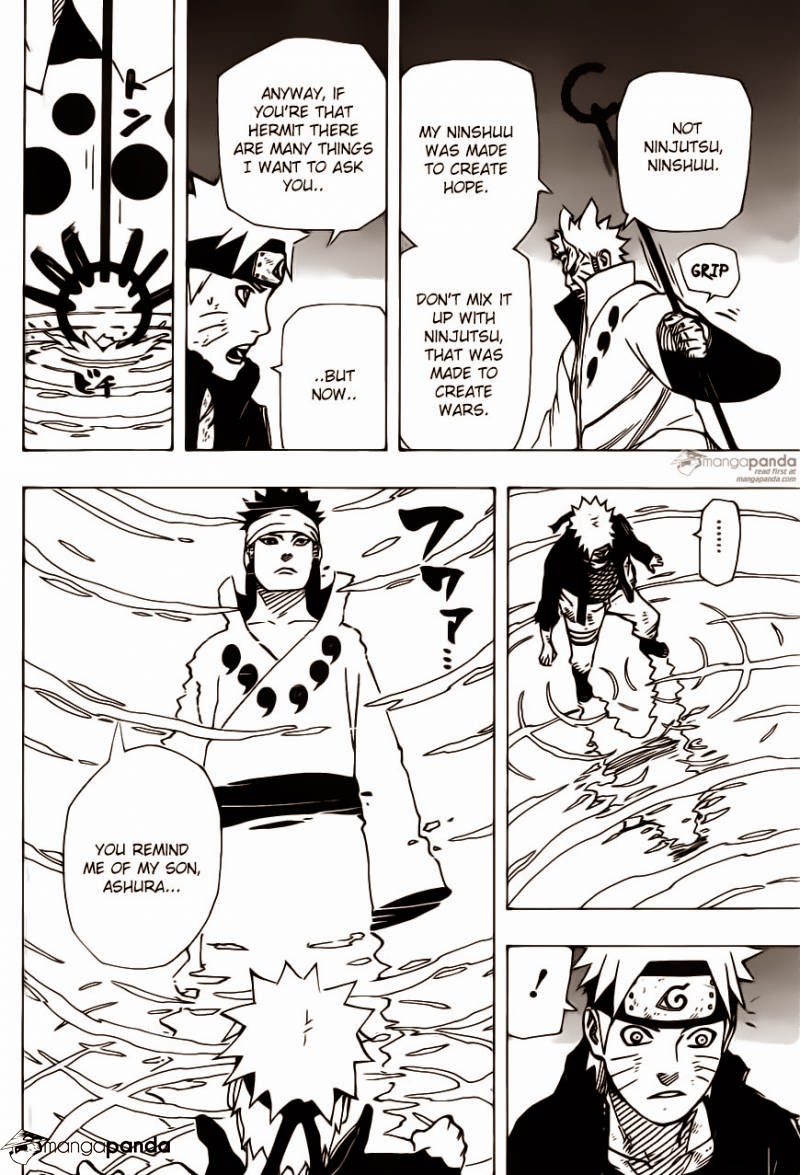 NOT
NINJUTSU,
NINSHUU.
GRIP
MY NINSHUU
WAS MADE
TO CREATE
HOPE.
DON'T MIX IT
UP WITH
NINJUTSU,
THAT WAS
MADE TO
CREATE
WARS.
ANYWAY, IF
YOU'RE THAT
HERMIT THERE
ARE MANY THINGS
I WANT TO ASK
YOU..
..BUT
NOW..
トン
mangapanda
read first at
mangapanda.com
......
!
フワァ…
YOU REMIND
ME OF MY SON,
ASHURA...
mangapanda